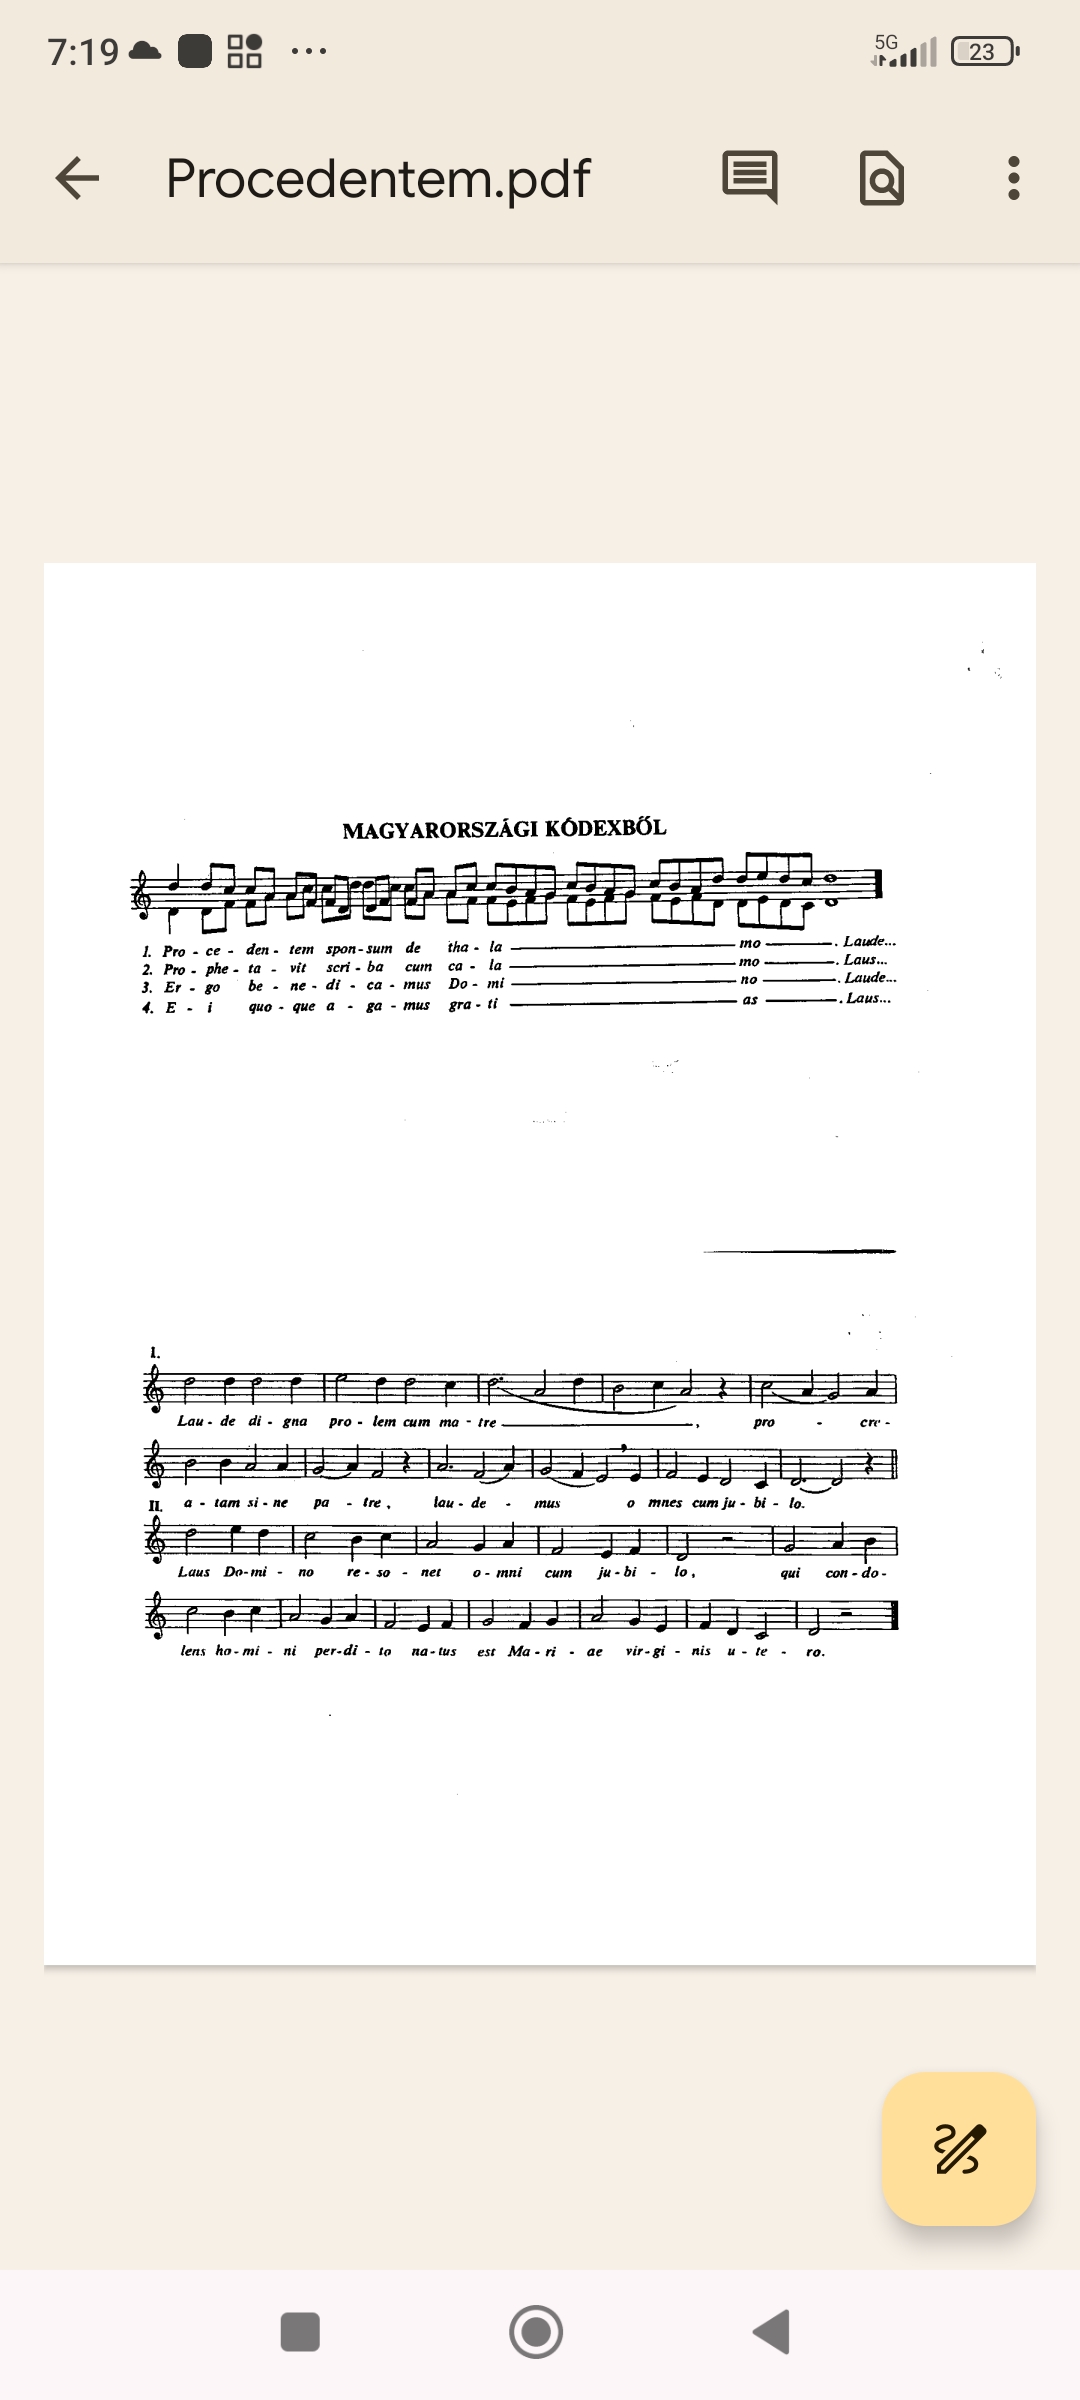 7:19
5G
23
Procedentem.pdf
MAGYARORSZÁGI KÓDEXBŐL
1. Pro - ce - den - tem spon - sum de tha - la mo . Laude...
2. Pro - phe - ta - vit scri - ba cum ca - la mo . Laus...
3. Er - go be - ne - di - ca - mus Do - mi no . Laude...
4. E - i quo - que a - ga - mus gra - ti as . Laus...
I.
Lau - de di - gna pro - lem cum ma - tre , pro - cre -
a - tam si - ne pa - tre , lau - de - mus o mnes cum ju - bi - lo.
II.
Laus Do - mi - no re - so - net o - mni cum ju - bi - lo , qui con - do -
lens ho - mi - ni per - di - to na - tus est Ma - ri - ae vir - gi - nis u - te - ro.